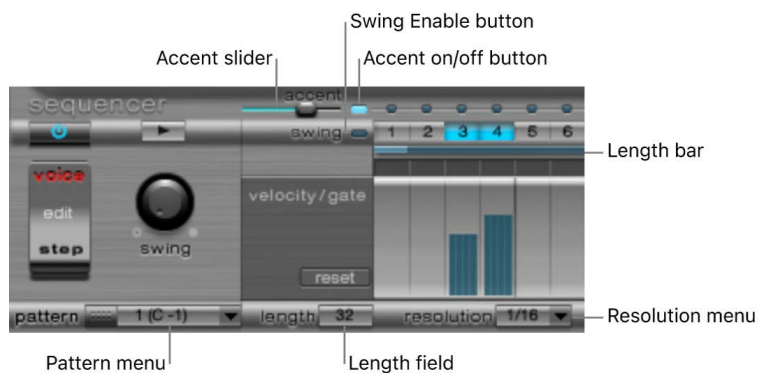 Swing Enable button
Accent slider
Accent on/off button
accent
sequencer
swing
1 2 3 4 5 6
Length bar
voice
edit
step
swing
velocity/gate
reset
pattern 1 (C -1) length 32 resolution 1/16
Resolution menu
Pattern menu
Length field